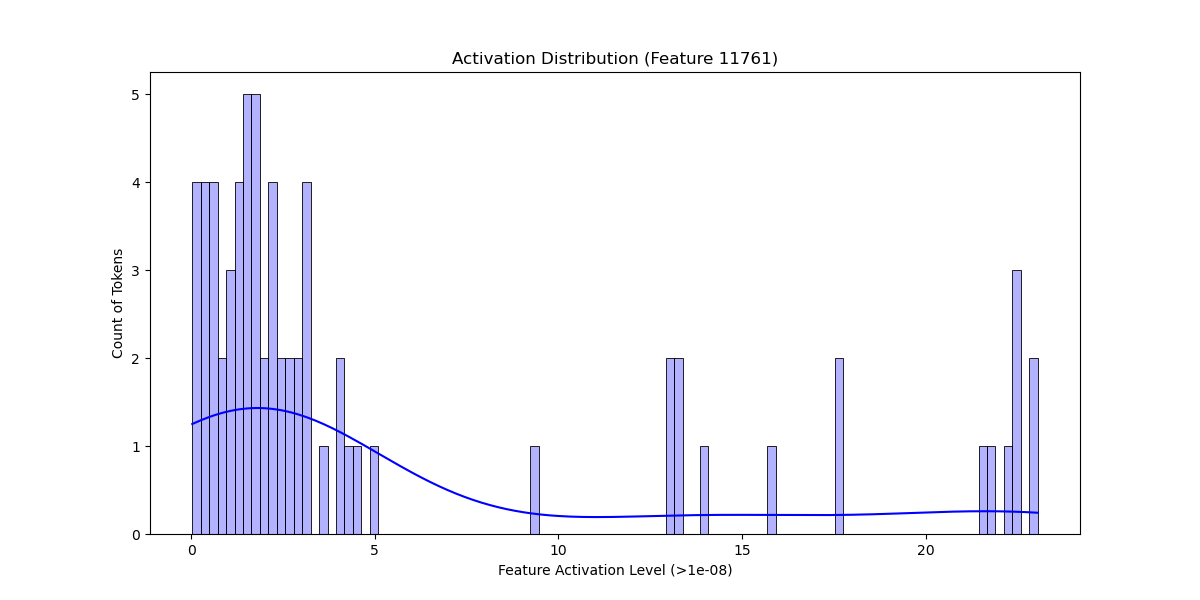 Activation Distribution (Feature 11761)
Count of Tokens
5
4
3
2
1
0
0 5 10 15 20
Feature Activation Level (>1e-08)